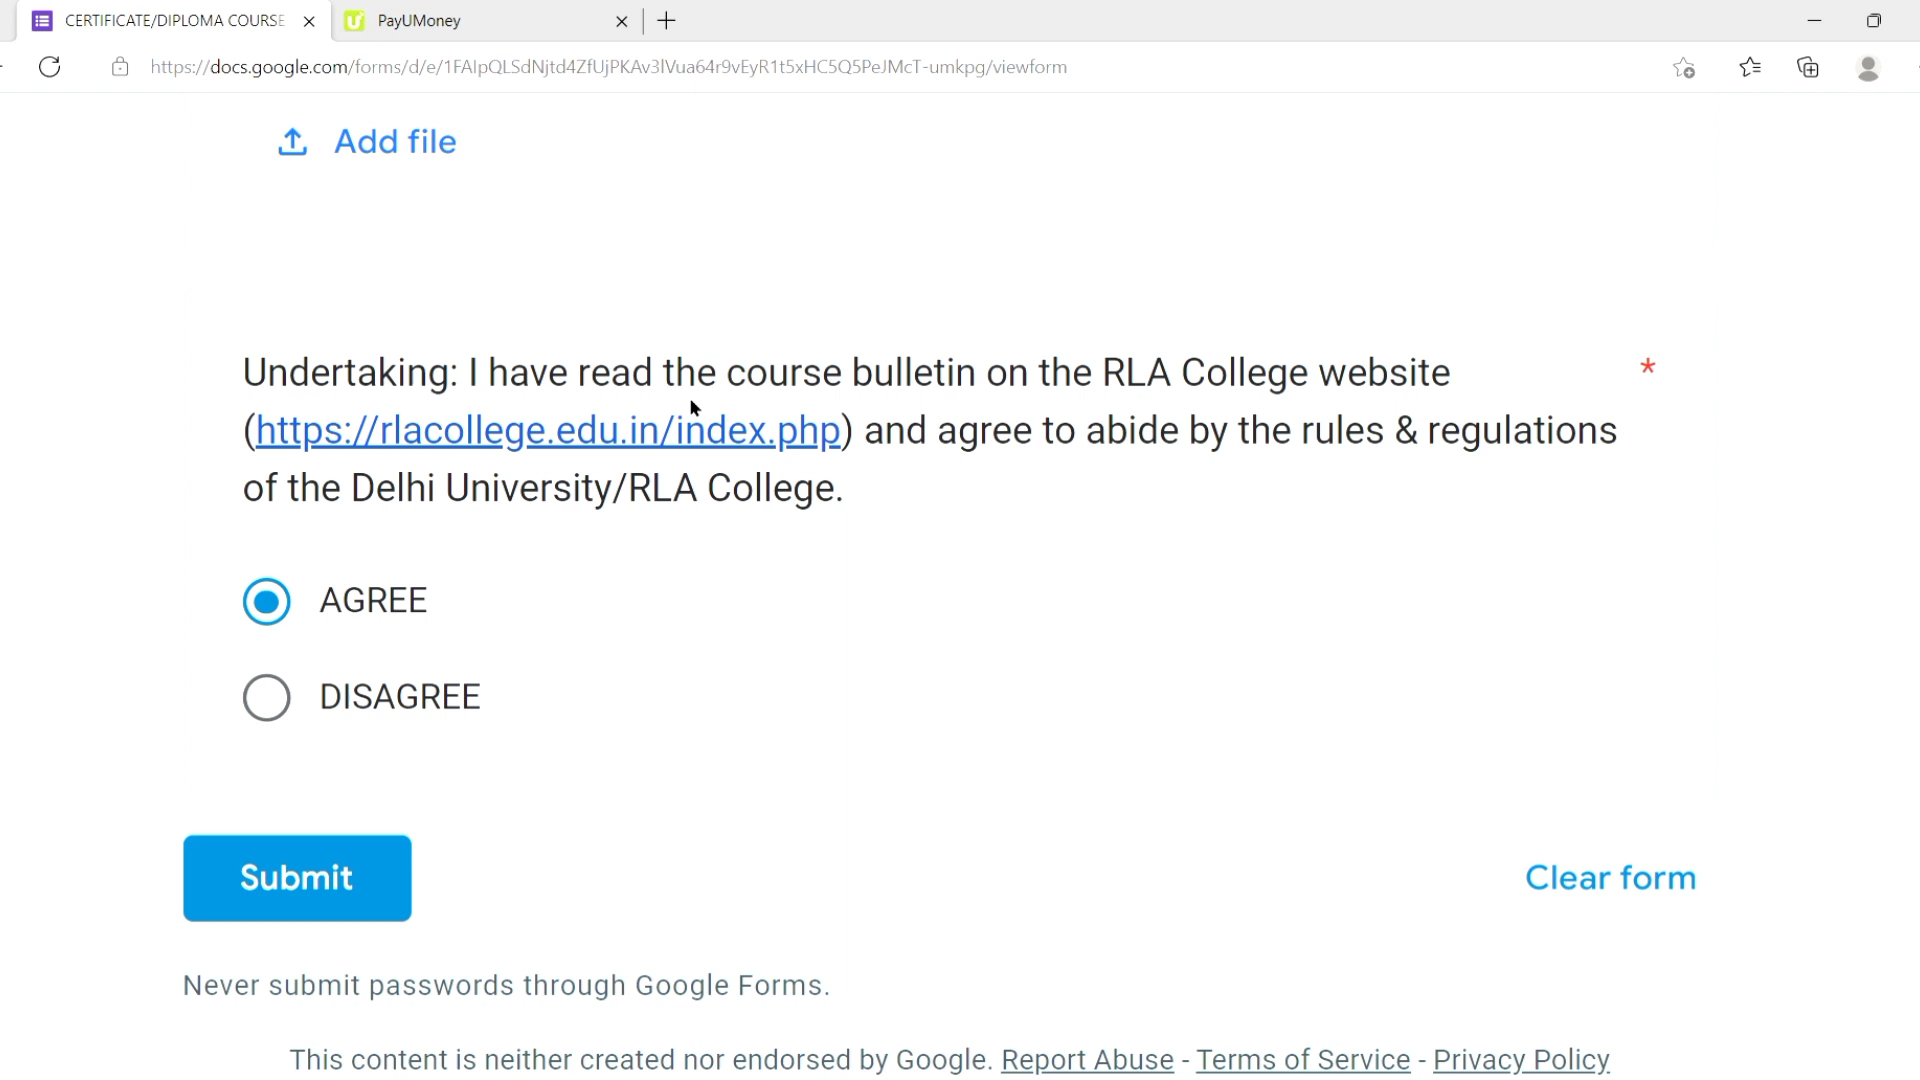 CERTIFICATE/DIPLOMA COURSE
PayUMoney
https://docs.google.com/forms/d/e/1FAIpQLSdNjtd4ZfUjPKAv3lVua64r9vEyR1t5xHC5Q5PeJMcT-umkpg/viewform
Add file
Undertaking: I have read the course bulletin on the RLA College website *
(https://rlacollege.edu.in/index.php) and agree to abide by the rules & regulations
of the Delhi University/RLA College.
AGREE
DISAGREE
Submit
Clear form
Never submit passwords through Google Forms.
This content is neither created nor endorsed by Google. Report Abuse - Terms of Service - Privacy Policy